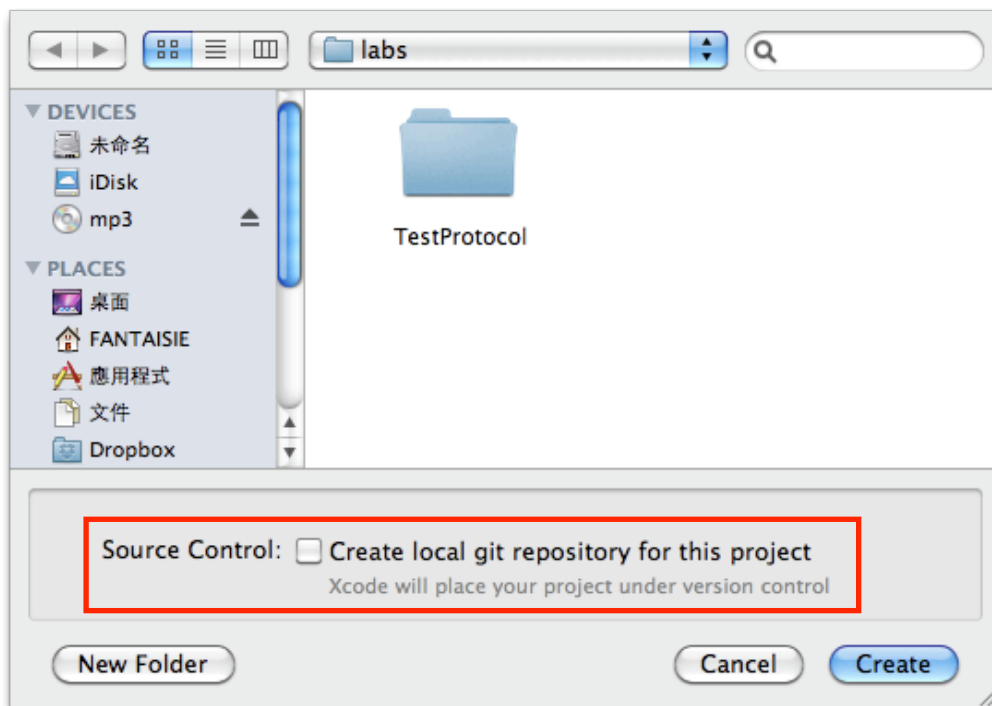 labs
DEVICES
未命名
iDisk
mp3
TestProtocol
PLACES
桌面
FANTAISIE
應用程式
文件
Dropbox
Source Control: Create local git repository for this project
Xcode will place your project under version control
New Folder
Cancel
Create